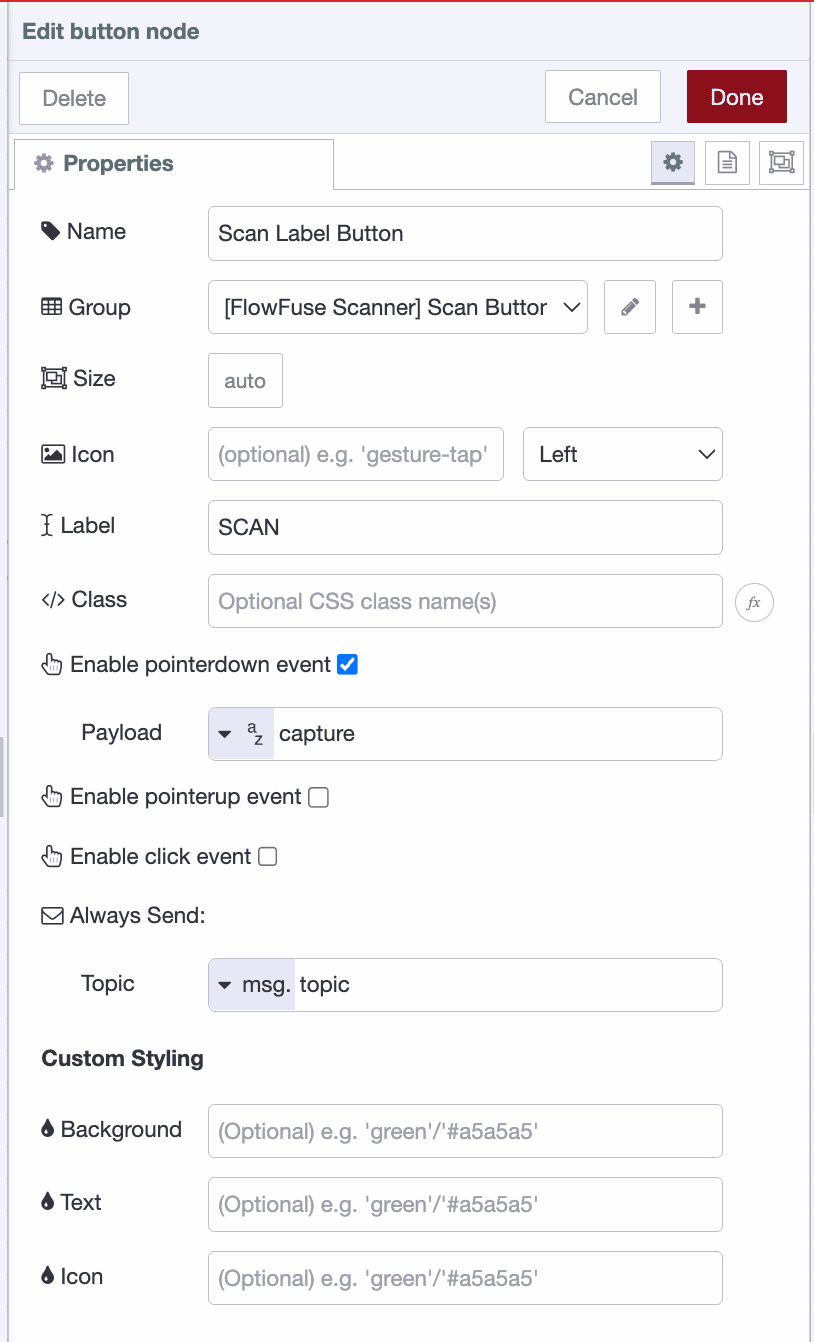 Edit button node
Delete
Cancel
Done
Properties
Name
Scan Label Button
Group
[FlowFuse Scanner] Scan Buttor
Size
auto
Icon
(optional) e.g. 'gesture-tap'
Left
Label
SCAN
</> Class
Optional CSS class name(s)
fx
Enable pointerdown event
Payload
az
capture
Enable pointerup event
Enable click event
Always Send:
Topic
msg. topic
Custom Styling
Background
(Optional) e.g. 'green'/'#a5a5a5'
Text
(Optional) e.g. 'green'/'#a5a5a5'
Icon
(Optional) e.g. 'green'/'#a5a5a5'